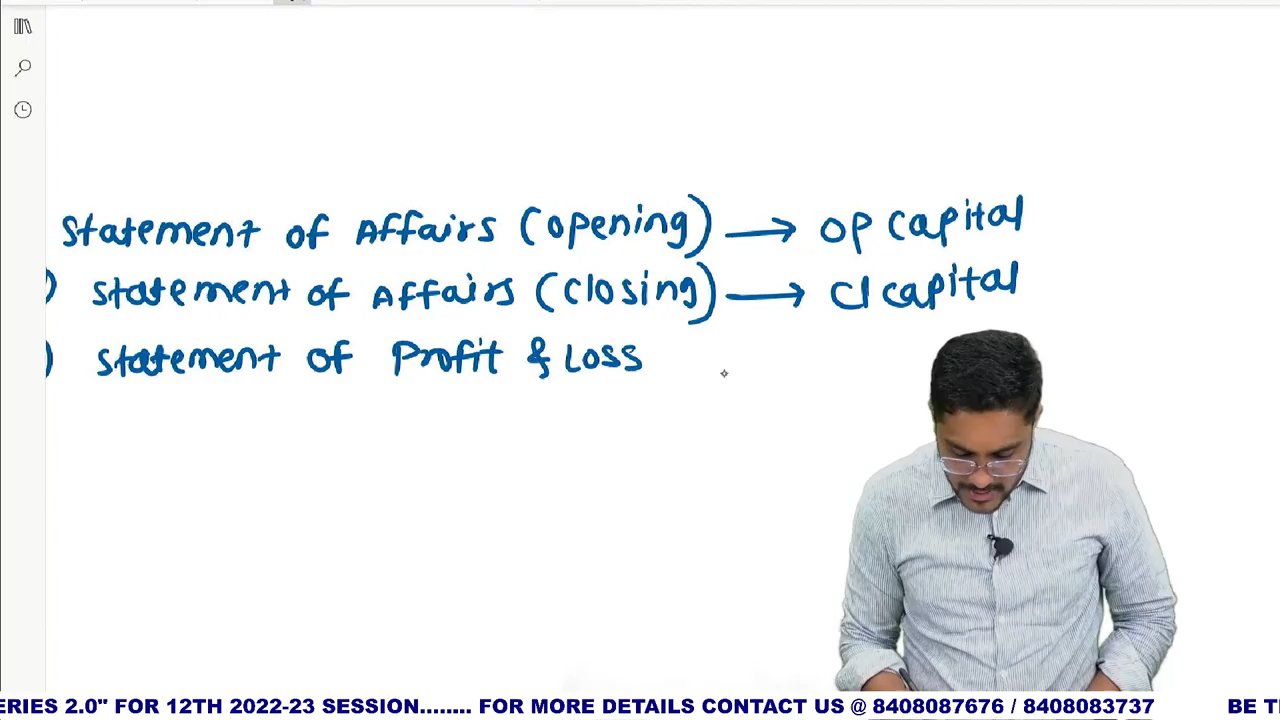 Statement of Affairs (opening) → op capital
) Statement of Affairs (closing) → cl capital
) Statement of Profit & Loss
ERIES 2.0" FOR 12TH 2022-23 SESSION........ FOR MORE DETAILS CONTACT US @ 8408087676 / 8408083737 BE T